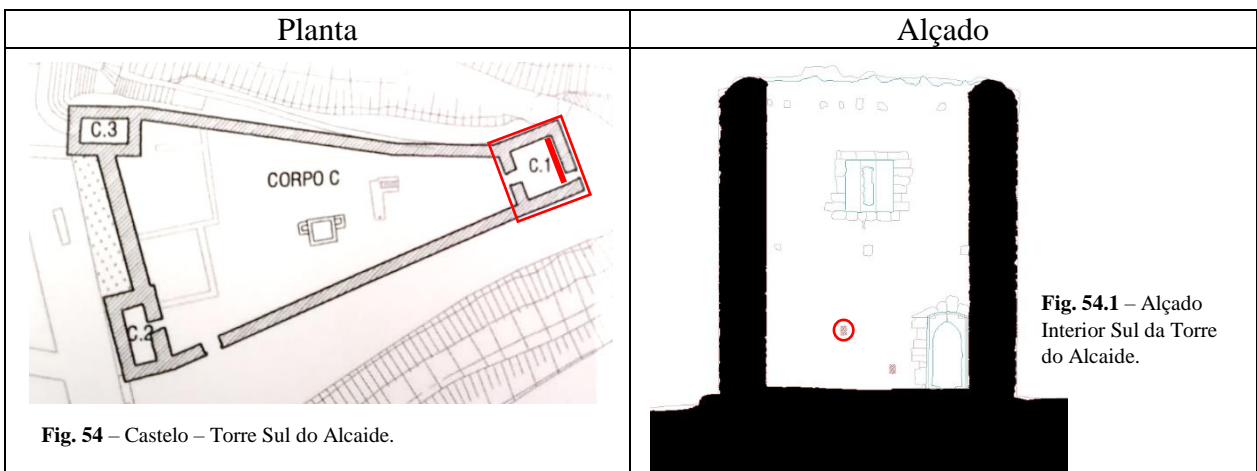 Planta
Alçado
C.3
C.1
CORPO C
C.2
Fig. 54 – Castelo – Torre Sul do Alcaide.
Fig. 54.1 – Alçado
Interior Sul da Torre
do Alcaide.